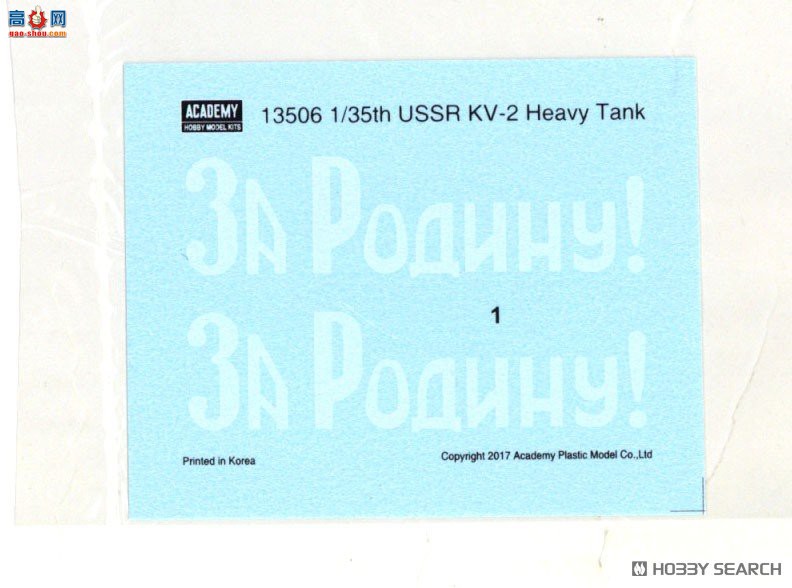 高网
gao-shou.com
ACADEMY
HOBBY MODEL KITS
13506 1/35th USSR KV-2 Heavy Tank
За Родину!
1
За Родину!
Printed in Korea
Copyright 2017 Academy Plastic Model Co.,Ltd
HOBBY SEARCH